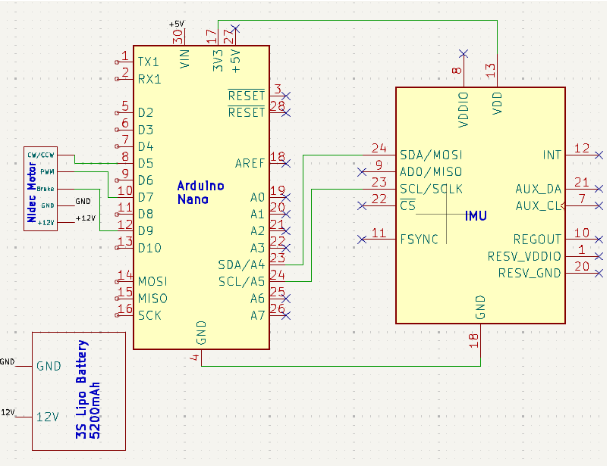 +5V
30
17
27
VIN
3V3
+5V
1
TX1
2
RX1
3
RESET
28
RESET
5
D2
6
D3
7
D4
8
D5
9
D6
10
D7
11
D8
12
D9
13
D10
14
MOSI
15
MISO
16
SCK
18
AREF
19
A0
20
A1
21
A2
22
A3
23
SDA/A4
24
SCL/A5
25
A6
26
A7
GND
4
Arduino
Nano
Nidec Motor
CW/CCW
PWM
Brake
GND
GND
+12V
+12V
8
13
VDDIO
VDD
24
SDA/MOSI
9
AD0/MISO
23
SCL/SCLK
22
CS
11
FSYNC
IMU
12
INT
21
AUX_DA
7
AUX_CL
10
REGOUT
1
RESV_VDDIO
20
RESV_GND
GND
18
GND
GND
12V
12V
3S Lipo Battery
5200mAh